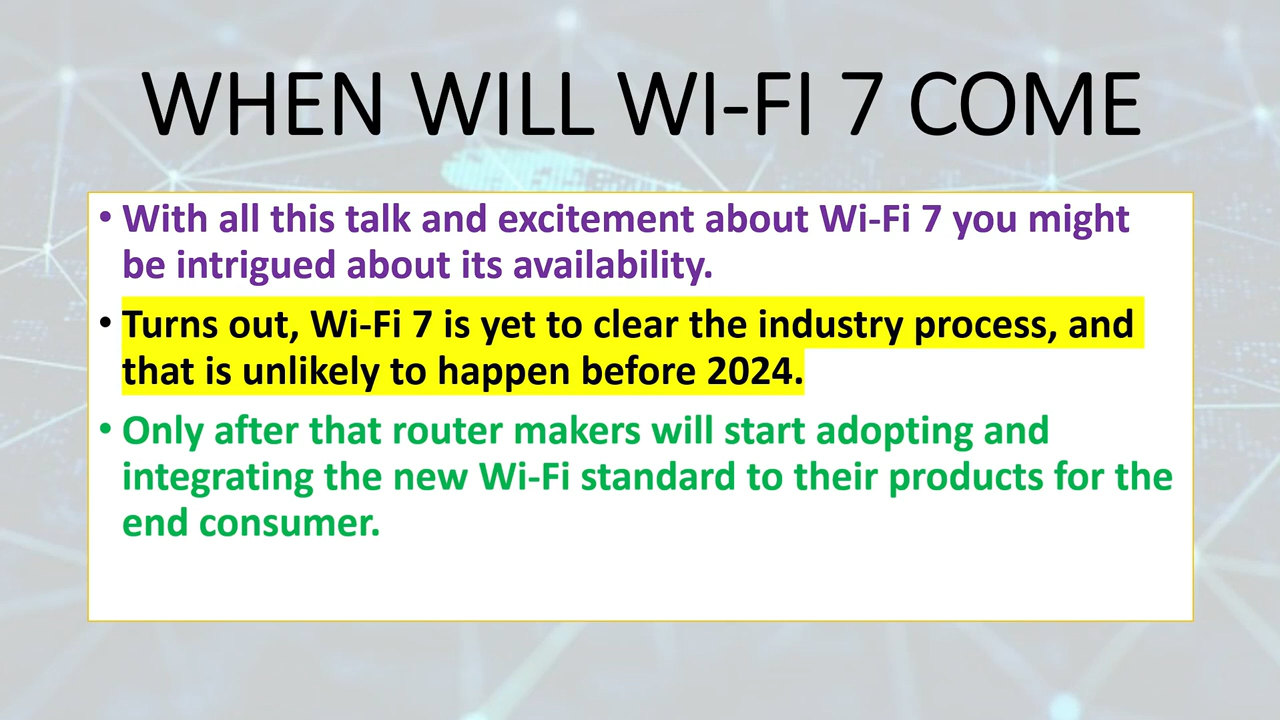 WHEN WILL WI-FI 7 COME
• With all this talk and excitement about Wi-Fi 7 you might
be intrigued about its availability.
• Turns out, Wi-Fi 7 is yet to clear the industry process, and
that is unlikely to happen before 2024.
• Only after that router makers will start adopting and
integrating the new Wi-Fi standard to their products for the
end consumer.